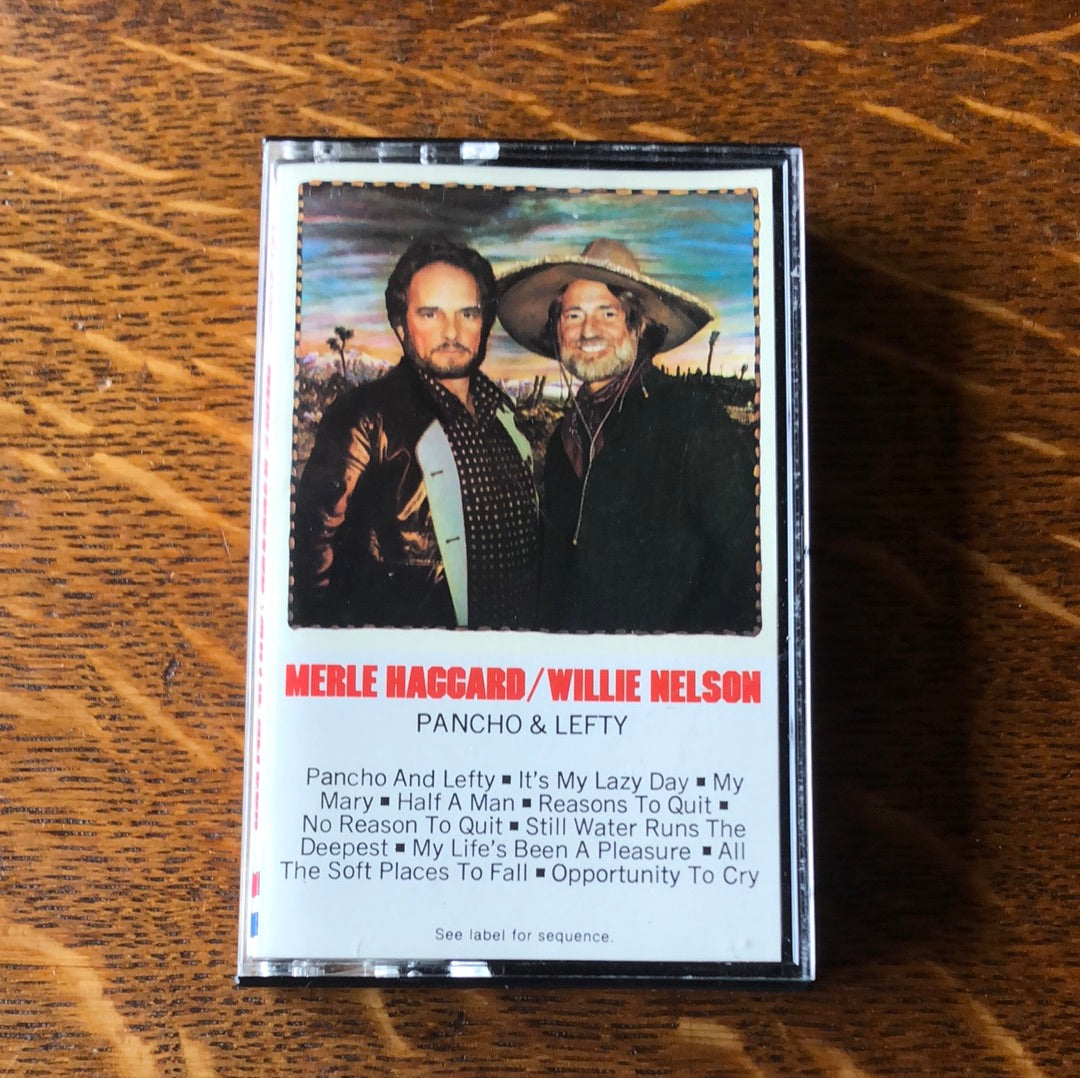 MERLE HAGGARD/WILLIE NELSON
PANCHO & LEFTY
Pancho And Lefty ▪ It's My Lazy Day ▪ My
Mary ▪ Half A Man ▪ Reasons To Quit ▪
No Reason To Quit ▪ Still Water Runs The
Deepest ▪ My Life's Been A Pleasure ▪ All
The Soft Places To Fall ▪ Opportunity To Cry
See label for sequence.